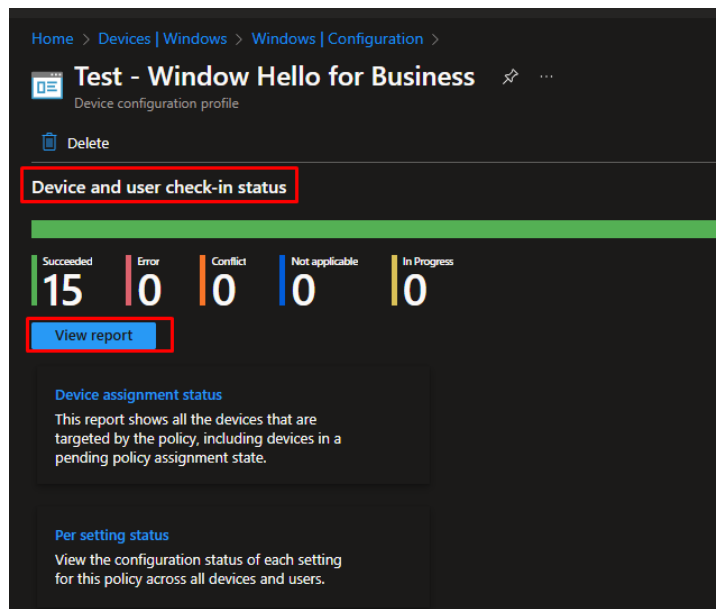 Home > Devices | Windows > Windows | Configuration >
Test - Window Hello for Business
Device configuration profile
Delete
Device and user check-in status
Succeeded Error Conflict Not applicable In Progress
15 0 0 0 0
View report
Device assignment status
This report shows all the devices that are
targeted by the policy, including devices in a
pending policy assignment state.
Per setting status
View the configuration status of each setting
for this policy across all devices and users.